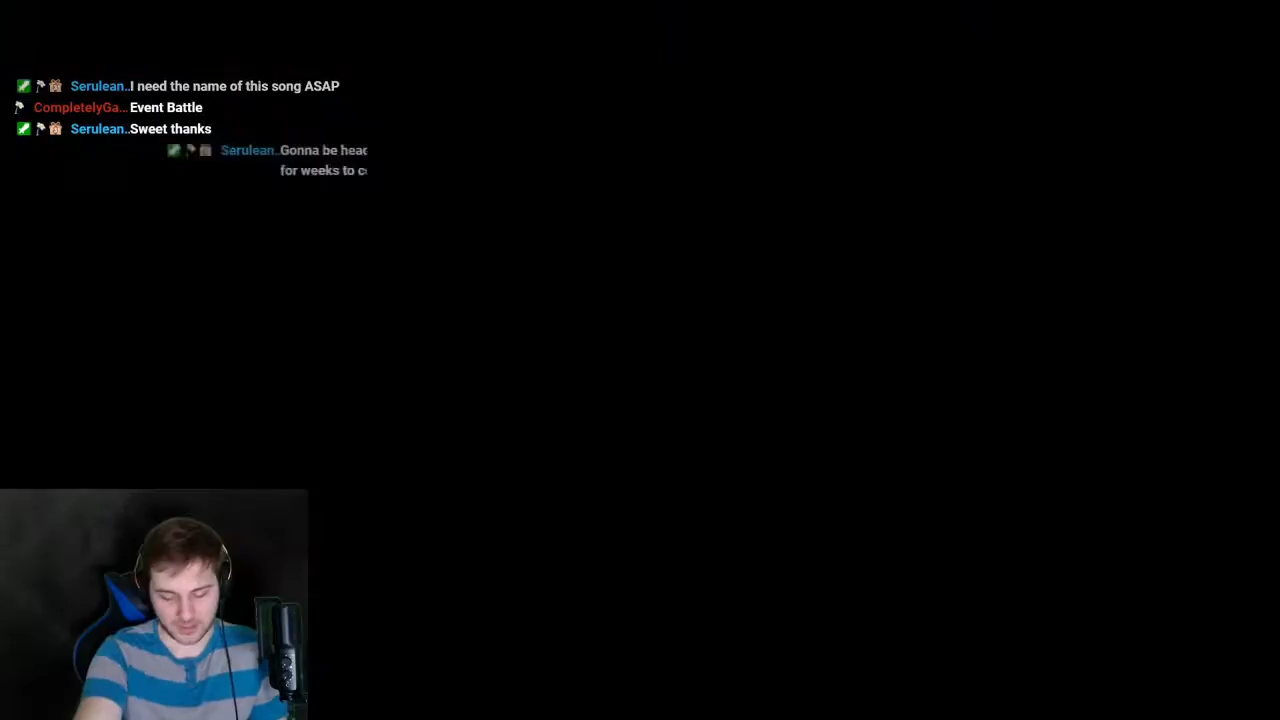 Serulean..I need the name of this song ASAP
CompletelyGa...Event Battle
Serulean..Sweet thanks
Serulean..Gonna be
for weeks to